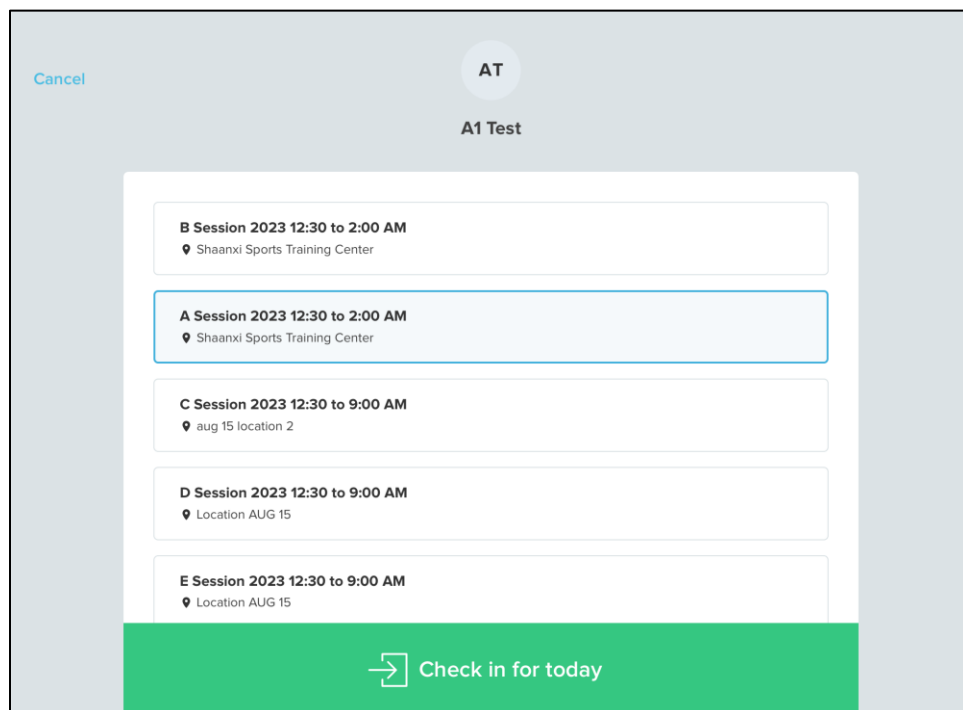 Cancel
AT
A1 Test
B Session 2023 12:30 to 2:00 AM
Shaanxi Sports Training Center
A Session 2023 12:30 to 2:00 AM
Shaanxi Sports Training Center
C Session 2023 12:30 to 9:00 AM
aug 15 location 2
D Session 2023 12:30 to 9:00 AM
Location AUG 15
E Session 2023 12:30 to 9:00 AM
Location AUG 15
Check in for today